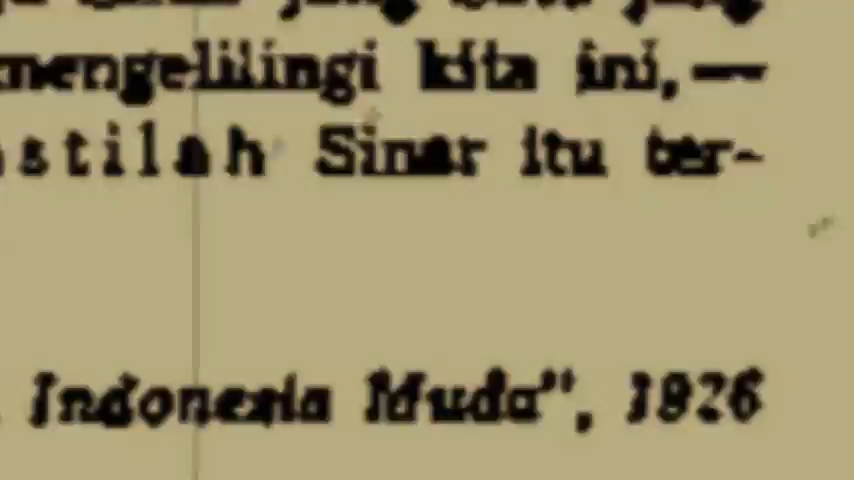 mengelilingi kita ini, —
stilah Sinar itu ter-
Indonesia Muda", 1926